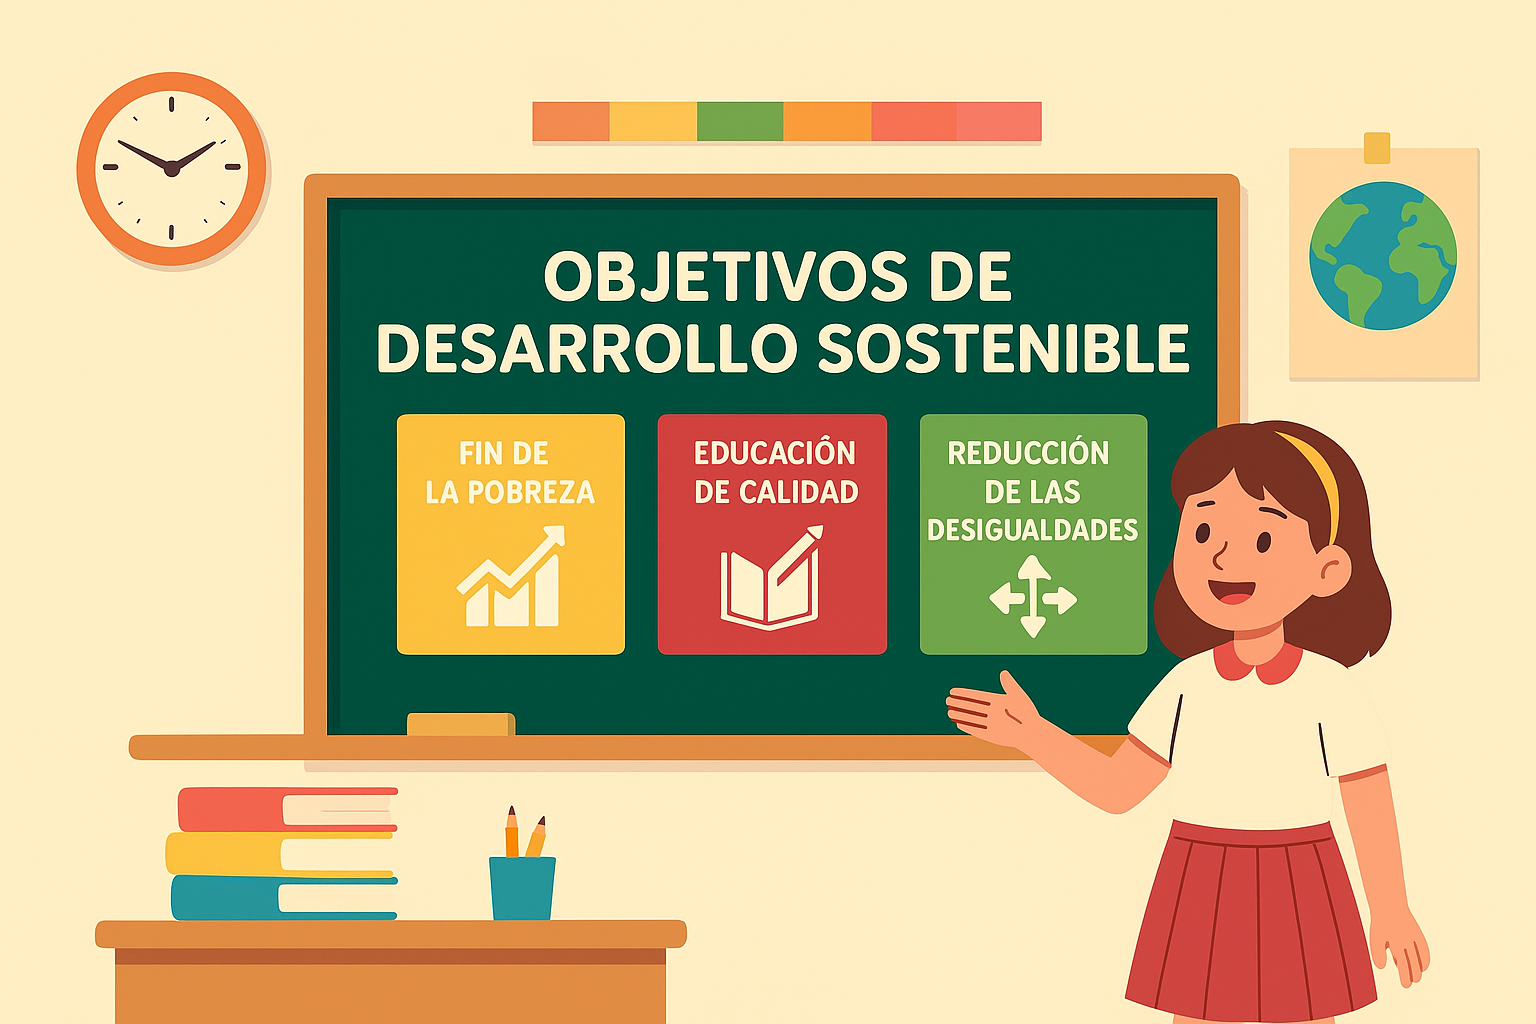 OBJETIVOS DE
DESARROLLO SOSTENIBLE
FIN DE
LA POBREZA
EDUCACIÓN
DE CALIDAD
REDUCCIÓN
DE LAS
DESIGUALDADES